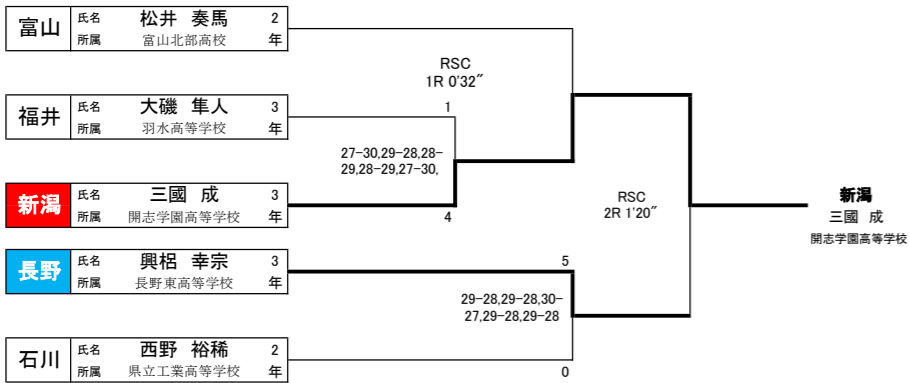 富山 氏名 松井 奏馬 2
所属 富山北部高校 年
RSC
1R 0'32"
1
福井 氏名 大磯 隼人 3
所属 羽水高等学校 年
27-30,29-28,28-
29,28-29,27-30,
新潟 氏名 三國 成 3
所属 開志学園高等学校 年
4
RSC
2R 1'20"
新潟
三國 成
開志学園高等学校
長野 氏名 興梠 幸宗 3
所属 長野東高等学校 年
5
29-28,29-28,30-
27,29-28,29-28
石川 氏名 西野 裕稀 2
所属 県立工業高等学校 年
0